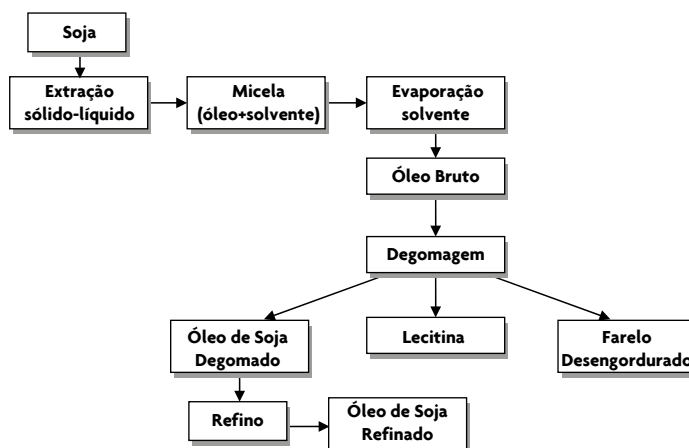 Soja
Extração
sólido-líquido
Micela
(óleo+solvente)
Evaporação
solvente
Óleo Bruto
Degomagem
Óleo de Soja
Degomado
Lecitina
Farelo
Desengordurado
Refino
Óleo de Soja
Refinado